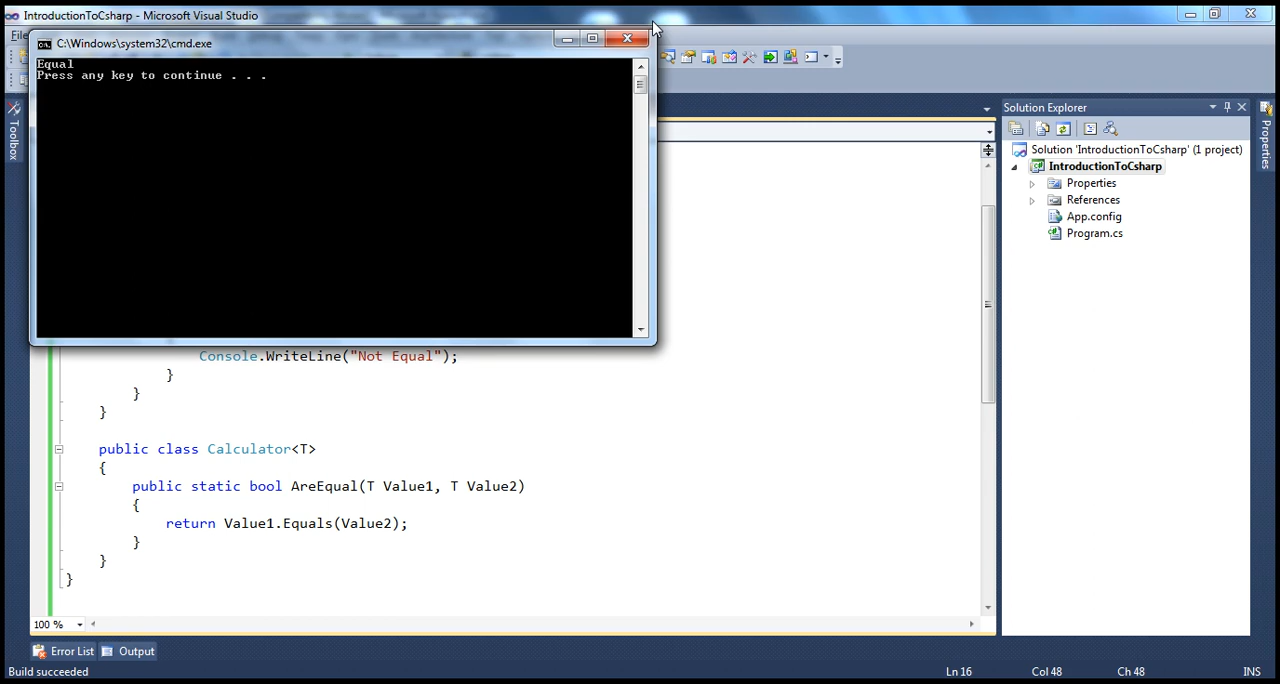 IntroductionToCsharp - Microsoft Visual Studio
C:\Windows\system32\cmd.exe
Equal
Press any key to continue . . .
Toolbox
Solution Explorer
Solution 'IntroductionToCsharp' (1 project)
IntroductionToCsharp
Properties
References
App.config
Program.cs
Properties
Console.WriteLine("Not Equal");
}
}
}
public class Calculator<T>
{
public static bool AreEqual(T Value1, T Value2)
{
return Value1.Equals(Value2);
}
}
}
100 %
Error List
Output
Build succeeded
Ln 16
Col 48
Ch 48
INS